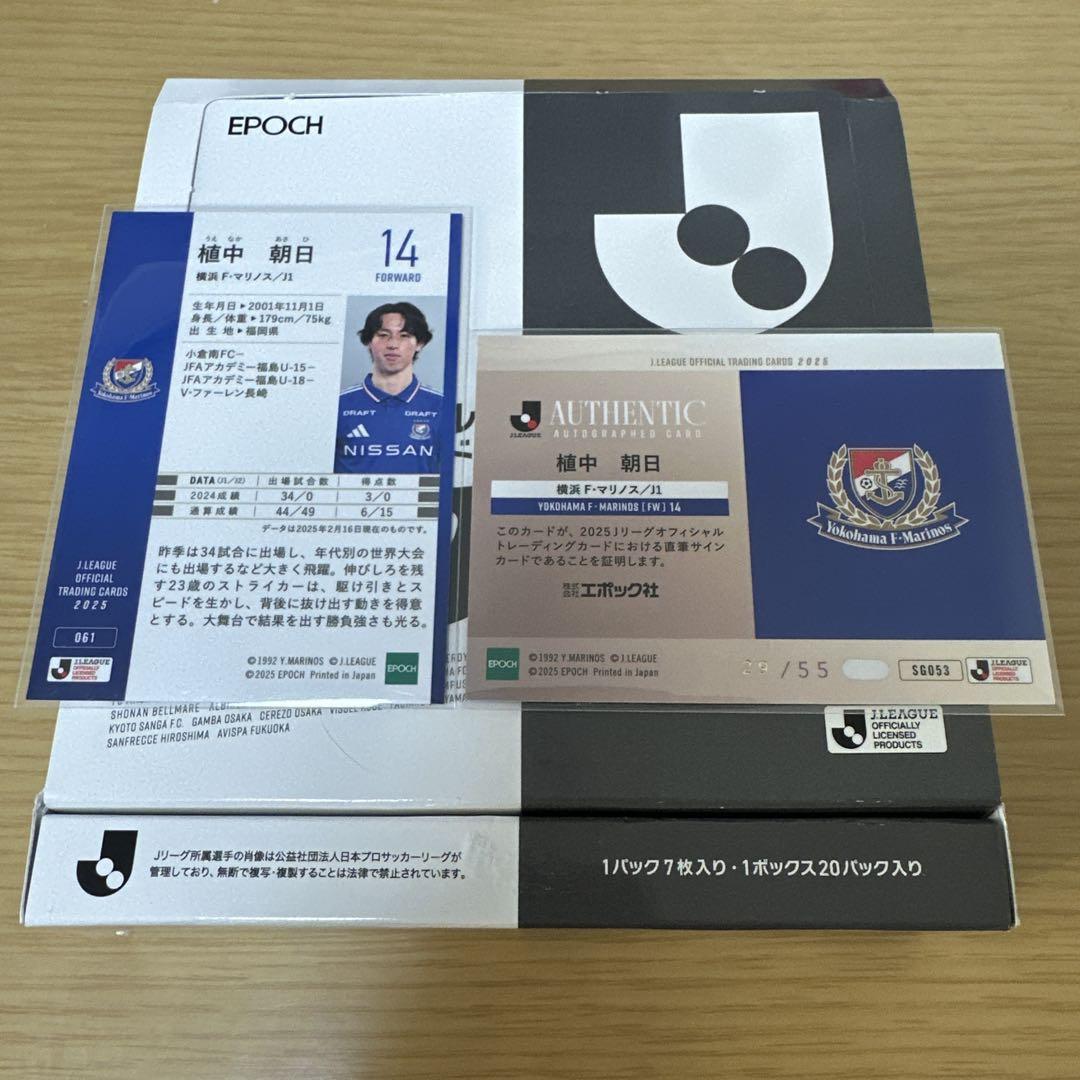 EPOCH
うえ なか あさ ひ
植中 朝日
14
FORWARD
横浜 F・マリノス/J1
生年月日▶2001年11月1日
身長/体重▶179cm/75kg
出生地▶福岡県
小倉南FC−
JFAアカデミー福島U-15−
JFAアカデミー福島U-18−
V・ファーレン長崎
Yokohama F・Marinos
DRAFT DRAFT
NISSAN
DATA (J1/J2) 出場試合数 得点数
2024成績 34/0 3/0
通算成績 44/49 6/15
データは2025年2月16日現在のものです。
昨季は34試合に出場し、年代別の世界大会
にも出場するなど大きく飛躍。伸びしろを残
す23歳のストライカーは、駆け引きとス
ピードを生かし、背後に抜け出す動きを得意
とする。大舞台で結果を出す勝負強さも光る。
J.LEAGUE
OFFICIAL
TRADING CARDS
2025
061
J.LEAGUE
OFFICIALLY
LICENSED
PRODUCTS
©1992 Y.MARINOS ©J.LEAGUE
©2025 EPOCH Printed in Japan
EPOCH
J.LEAGUE OFFICIAL TRADING CARDS 2025
J.LEAGUE
AUTHENTIC
AUTOGRAPHED CARD
植中 朝日
横浜 F・マリノス/J1
YOKOHAMA F・MARINOS [FW] 14
このカードが、2025Jリーグオフィシャル
トレーディングカードにおける直筆サイン
カードであることを証明します。
株式会社エポック社
Yokohama F・Marinos
EPOCH
©1992 Y.MARINOS ©J.LEAGUE
©2025 EPOCH Printed in Japan
29/55
SG053
J.LEAGUE
OFFICIALLY
LICENSED
PRODUCTS
SHONAN BELLMARE
KYOTO SANGA F.C. GAMBA OSAKA CEREZO OSAKA
SANFRECCE HIROSHIMA AVISPA FUKUOKA
J.LEAGUE
OFFICIALLY
LICENSED
PRODUCTS
Jリーグ所属選手の肖像は公益社団法人日本プロサッカーリーグが
管理しており、無断で複写・複製することは法律で禁止されています。
1パック7枚入り・1ボックス20パック入り